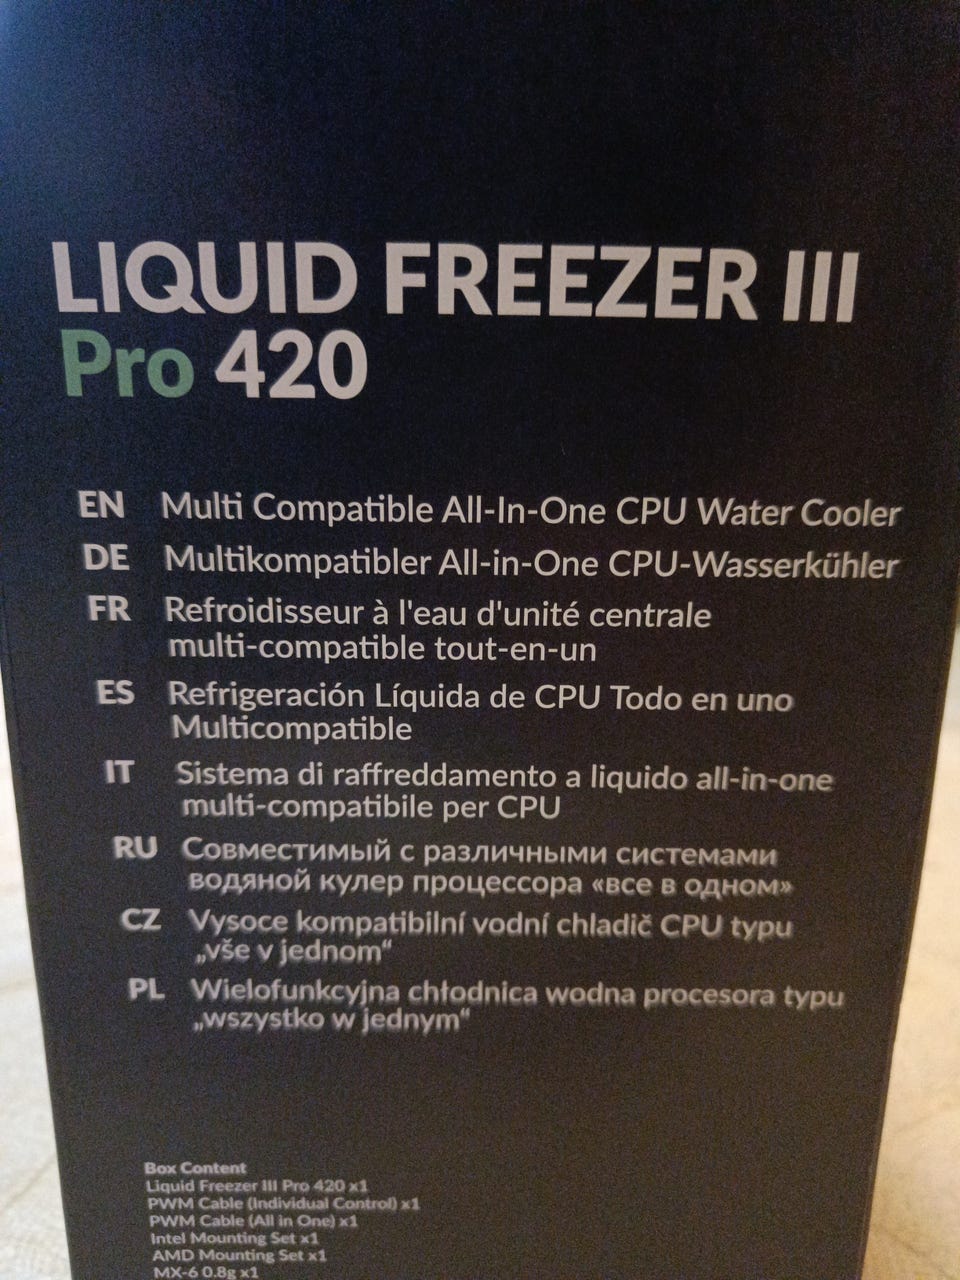 LIQUID FREEZER III
Pro 420
EN Multi Compatible All-In-One CPU Water Cooler
DE Multikompatibler All-in-One CPU-Wasserkühler
FR Refroidisseur à l'eau d'unité centrale
multi-compatible tout-en-un
ES Refrigeración Líquida de CPU Todo en uno
Multicompatible
IT Sistema di raffreddamento a liquido all-in-one
multi-compatibile per CPU
RU Совместимый с различными системами
водяной кулер процессора «все в одном»
CZ Vysoce kompatibilní vodní chladič CPU typu
„vše v jednom“
PL Wielofunkcyjna chłodnica wodna procesora typu
„wszystko w jednym“
Box Content
Liquid Freezer III Pro 420 x1
PWM Cable (Individual Control) x1
PWM Cable (All in One) x1
Intel Mounting Set x1
AMD Mounting Set x1
MX-6 0.8g x1